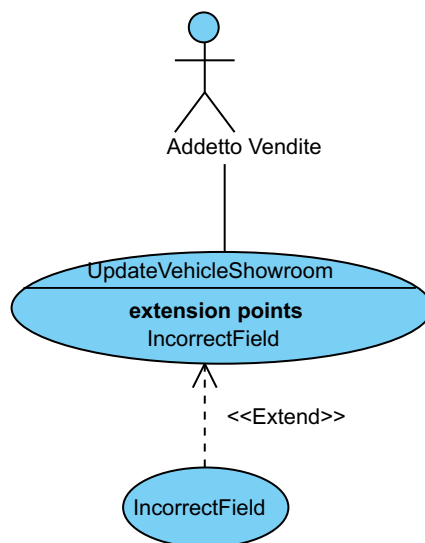 Addetto Vendite
UpdateVehicleShowroom
extension points
IncorrectField
<<Extend>>
IncorrectField